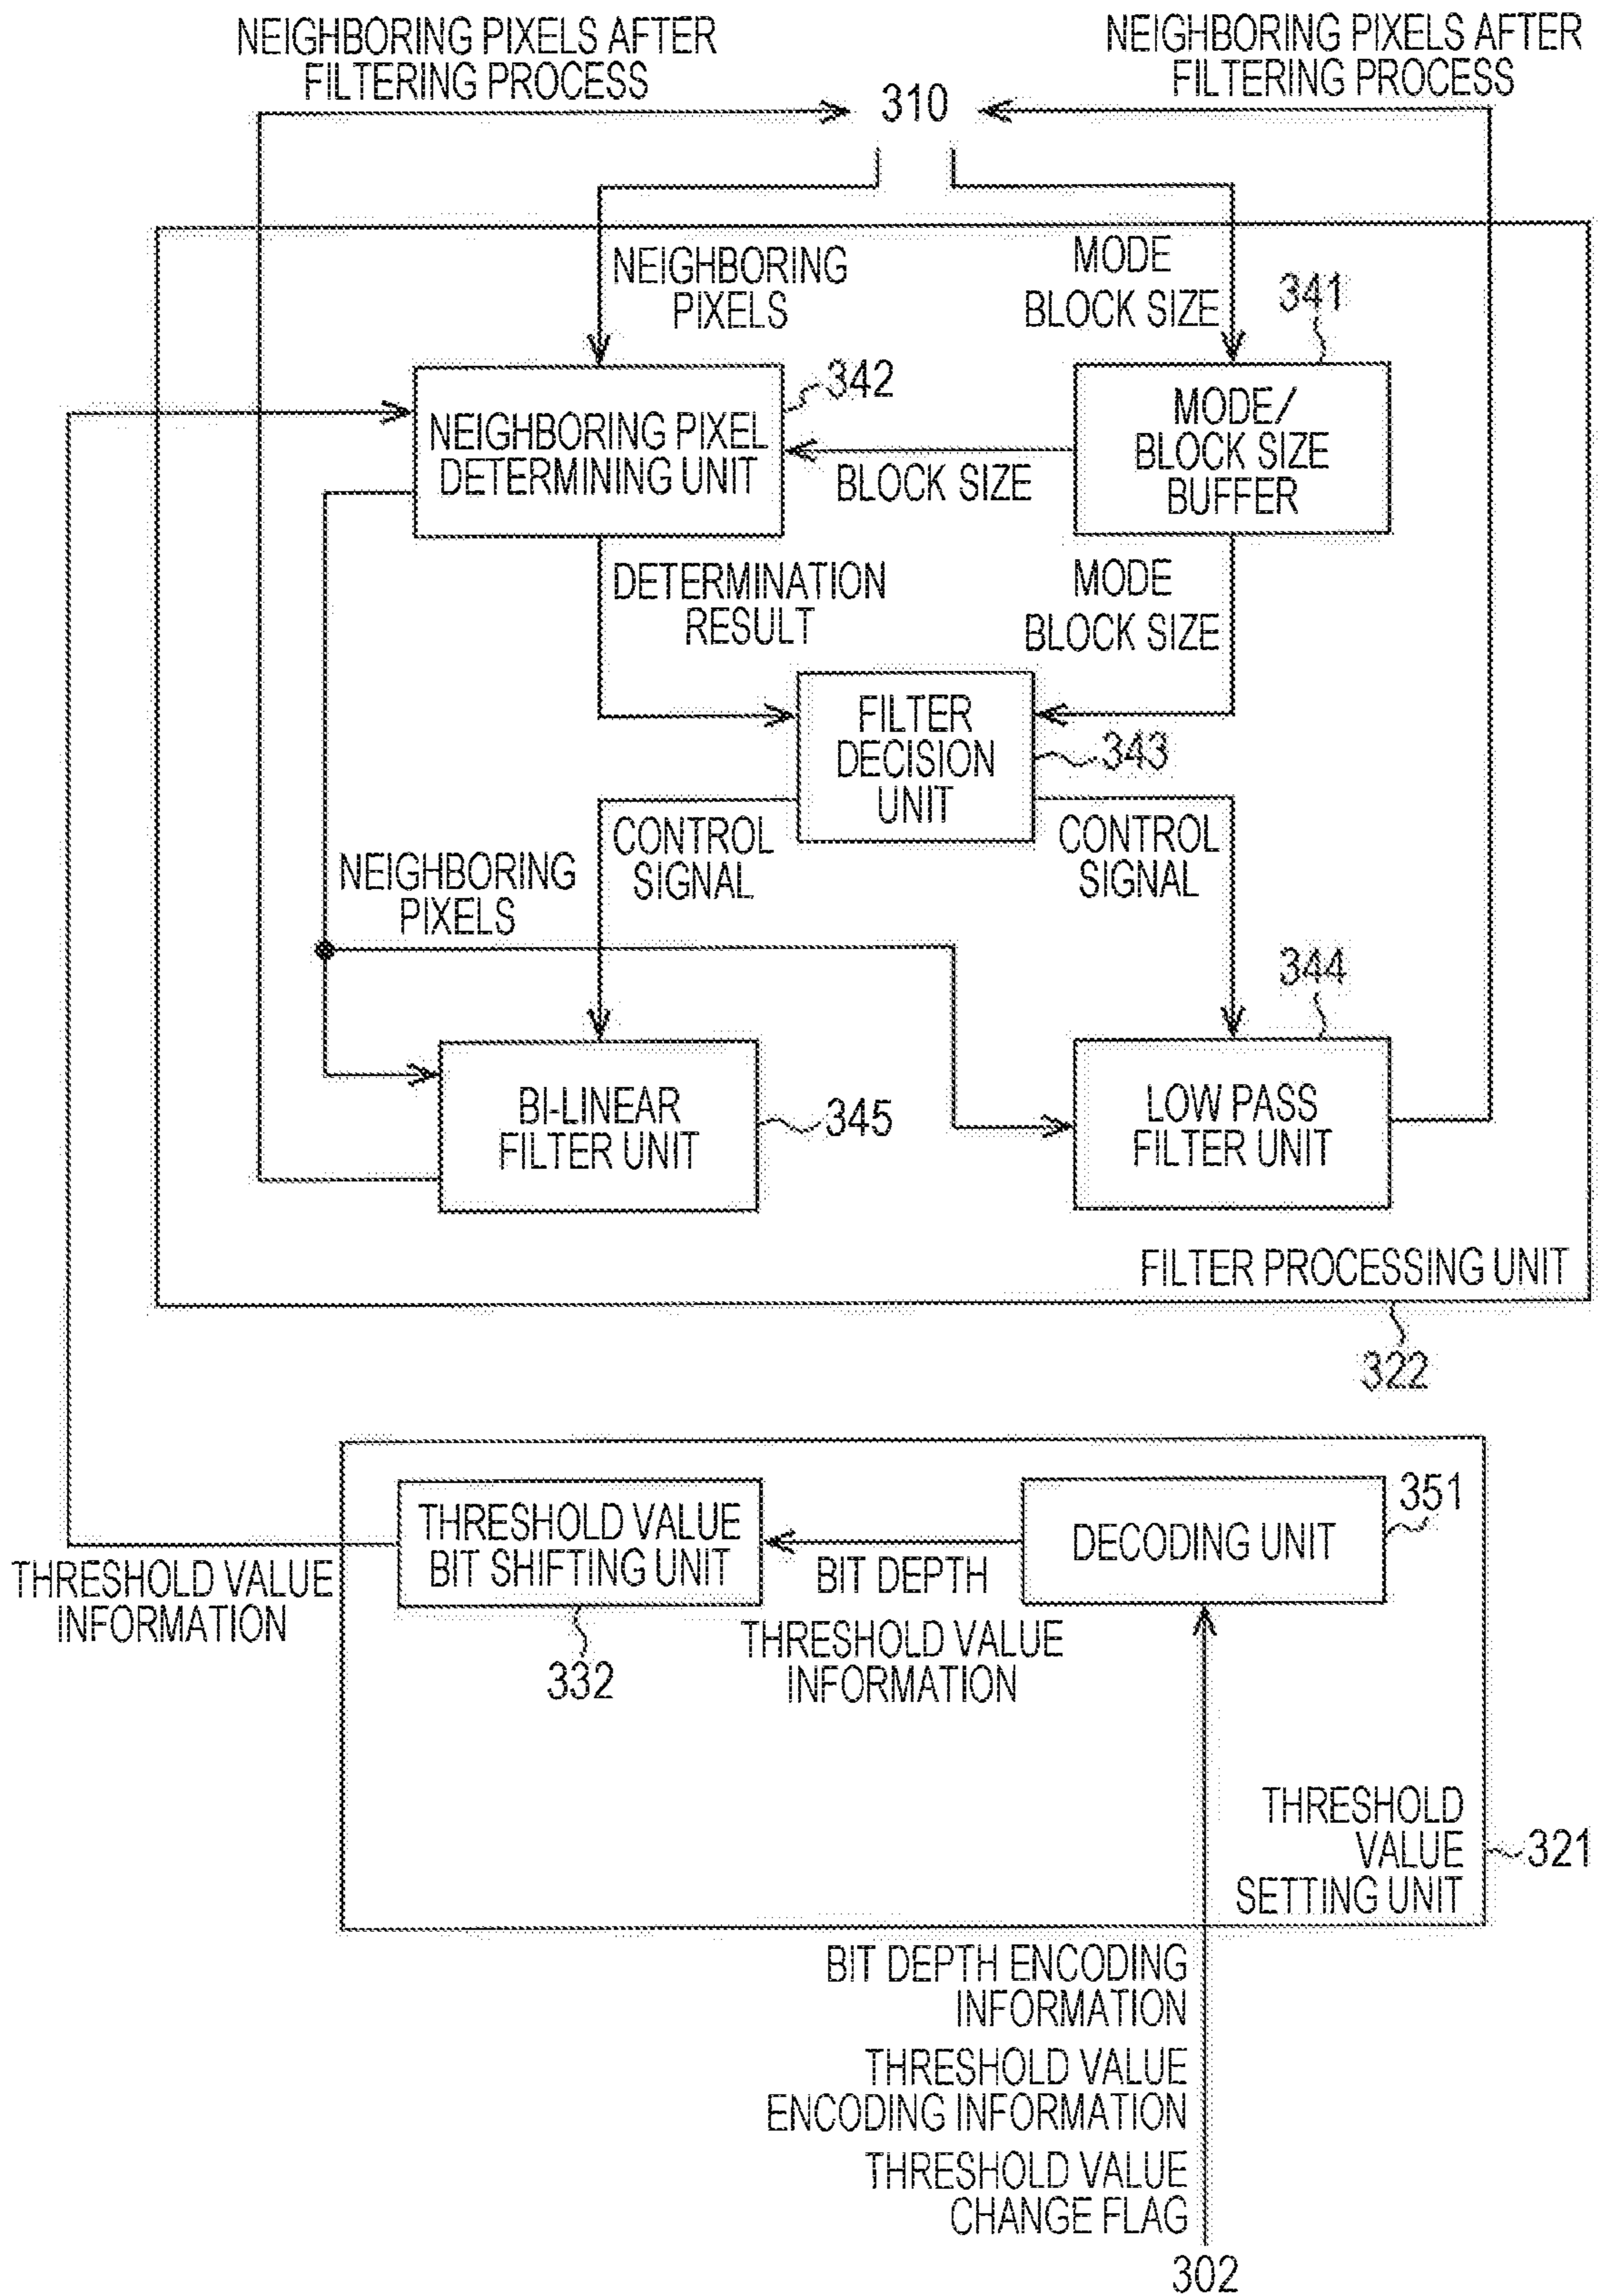 NEIGHBORING PIXELS AFTER
FILTERING PROCESS
NEIGHBORING PIXELS AFTER
FILTERING PROCESS
310
NEIGHBORING
PIXELS
MODE
BLOCK SIZE
341
342
NEIGHBORING PIXEL
DETERMINING UNIT
BLOCK SIZE
MODE/
BLOCK SIZE
BUFFER
DETERMINATION
RESULT
MODE
BLOCK SIZE
FILTER
DECISION
UNIT
343
CONTROL
SIGNAL
CONTROL
SIGNAL
NEIGHBORING
PIXELS
344
BI-LINEAR
FILTER UNIT
345
LOW PASS
FILTER UNIT
FILTER PROCESSING UNIT
322
THRESHOLD VALUE
BIT SHIFTING UNIT
332
BIT DEPTH
THRESHOLD VALUE
INFORMATION
DECODING UNIT
351
THRESHOLD VALUE
INFORMATION
THRESHOLD
VALUE
SETTING UNIT
321
BIT DEPTH ENCODING
INFORMATION
THRESHOLD VALUE
ENCODING INFORMATION
THRESHOLD VALUE
CHANGE FLAG
302